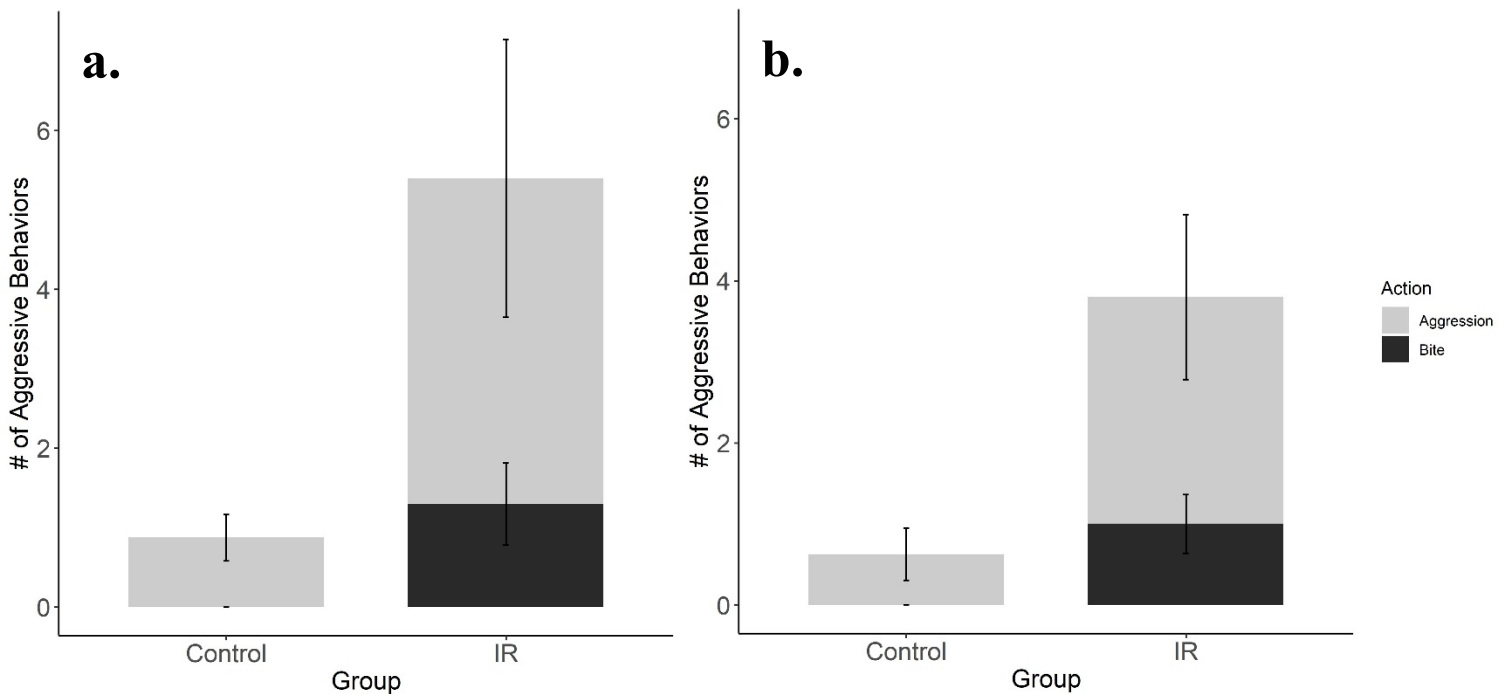 a.
# of Aggressive Behaviors
6
4
2
0
Control
IR
Group
b.
# of Aggressive Behaviors
6
4
2
0
Control
IR
Group
Action
Aggression
Bite